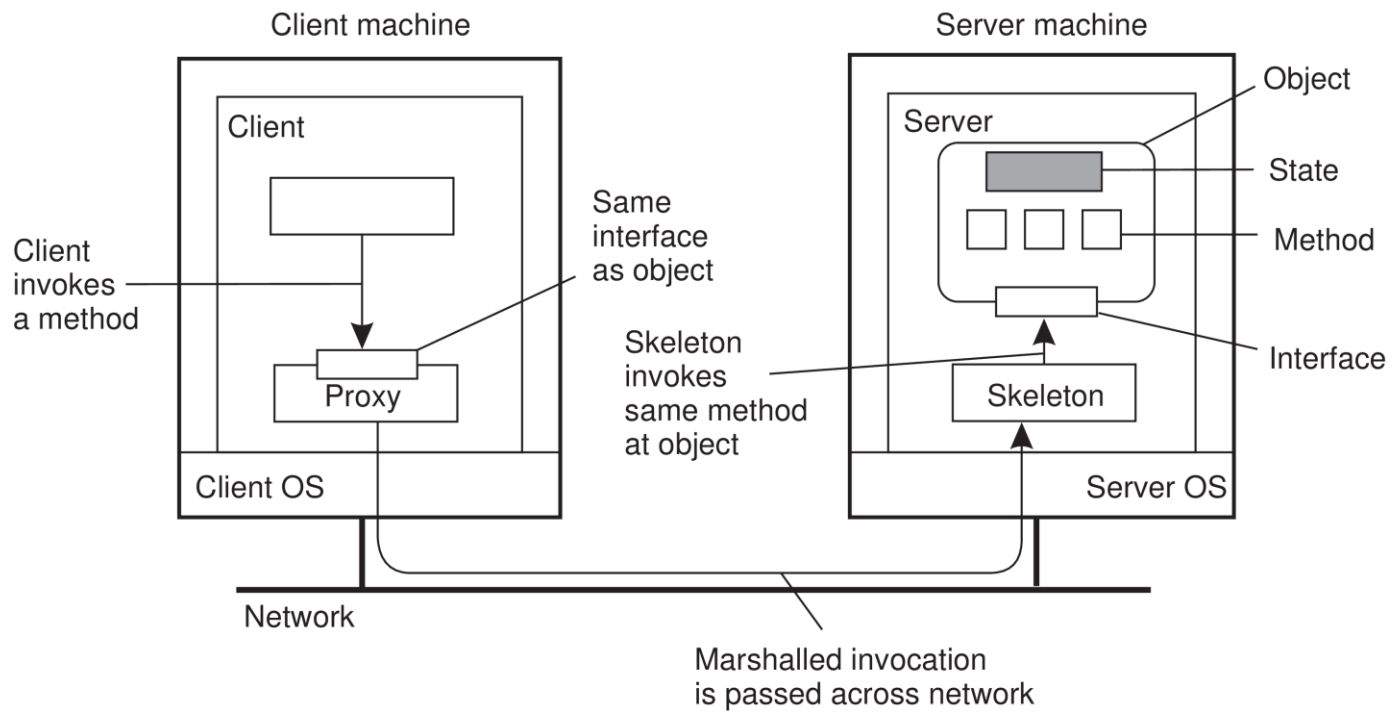 Client machine
Server machine
Object
Client
Server
State
Same
interface
as object
Method
Client
invokes
a method
Skeleton
invokes
same method
at object
Interface
Proxy
Skeleton
Client OS
Server OS
Network
Marshalled invocation
is passed across network